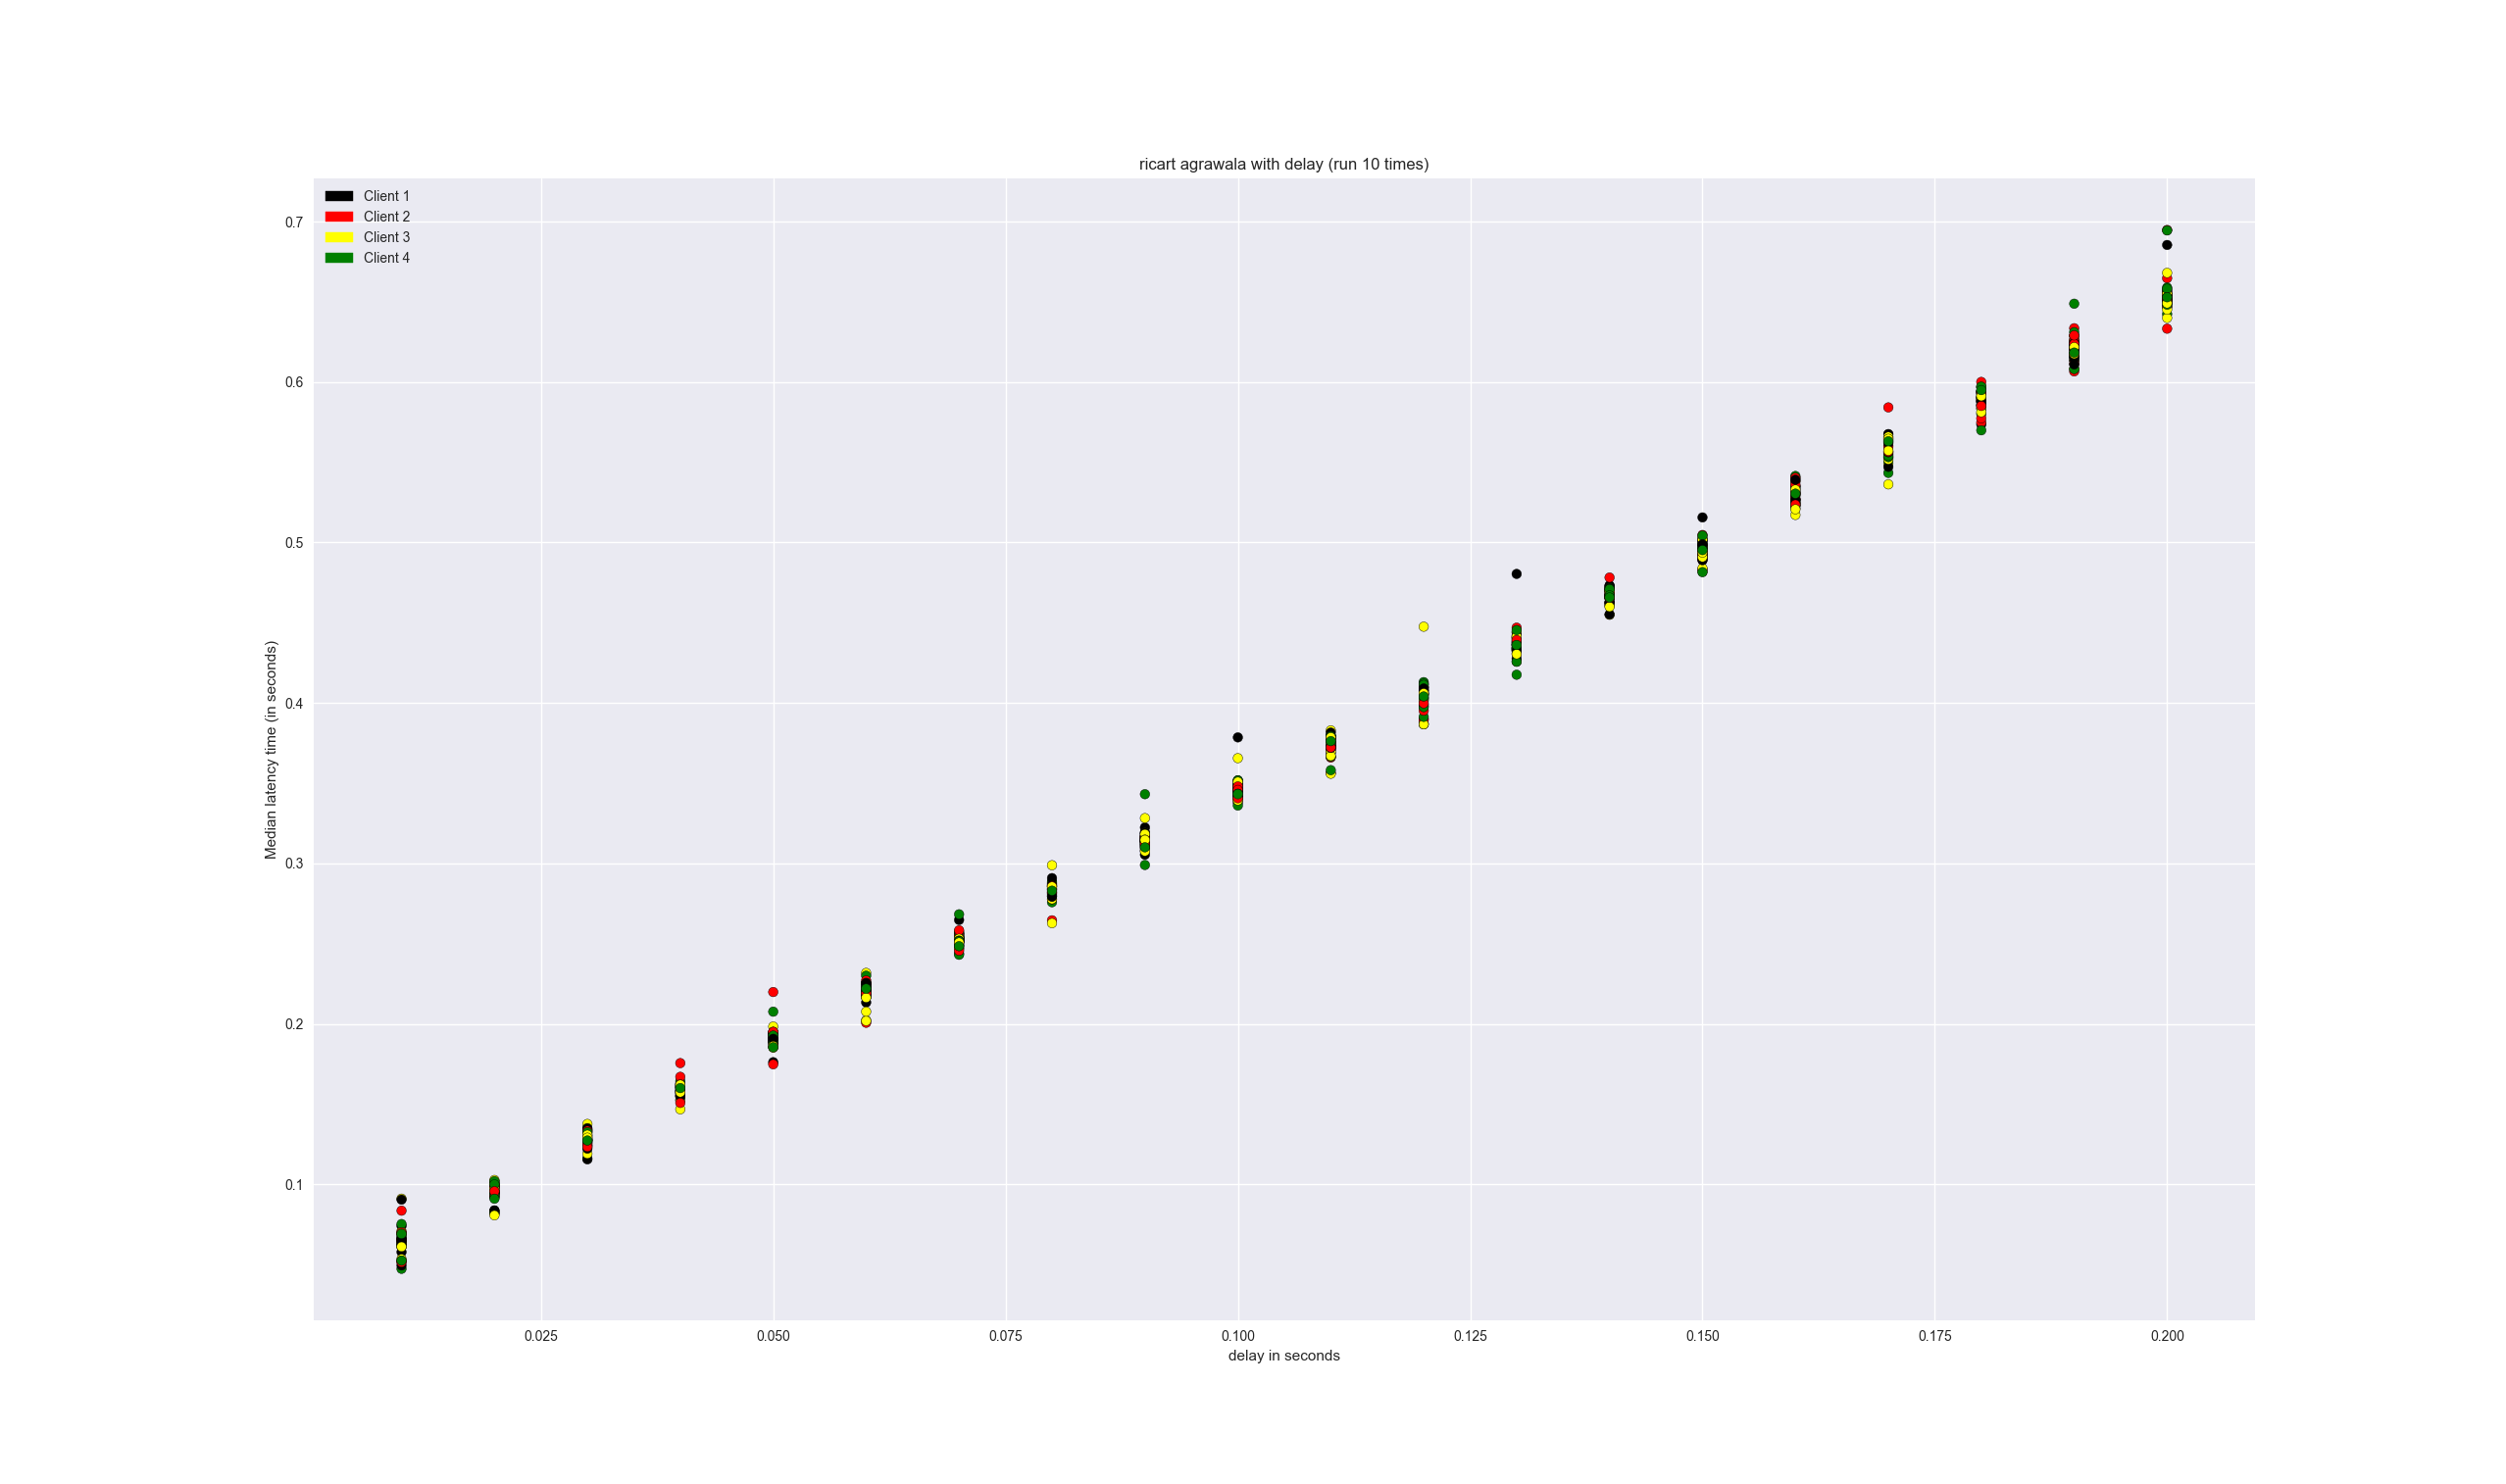 ricart agrawala with delay (run 10 times)
Client 1
Client 2
Client 3
Client 4
0.7
0.6
0.5
0.4
0.3
0.2
0.1
Median latency time (in seconds)
0.025 0.050 0.075 0.100 0.125 0.150 0.175 0.200
delay in seconds